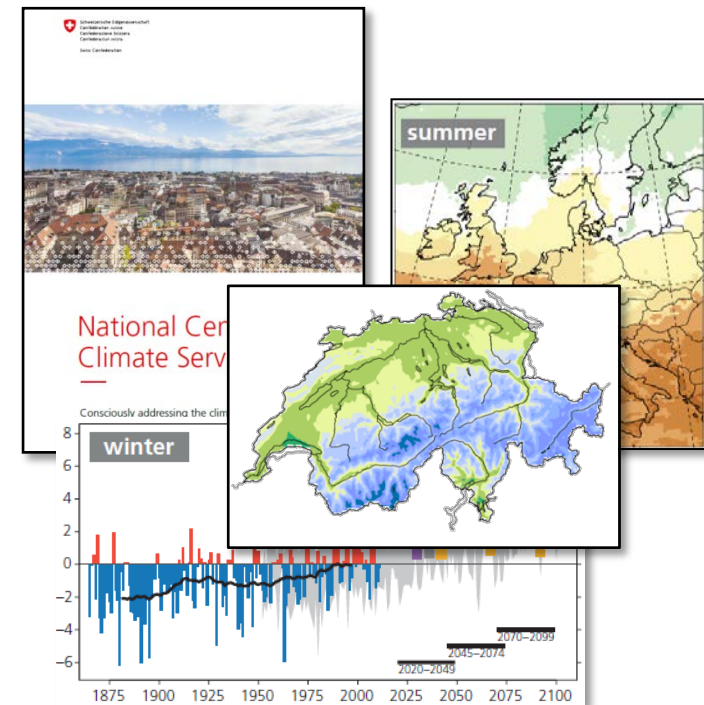 Schweizerische Eidgenossenschaft
Confédération suisse
Confederazione Svizzera
Confederaziun svizra
Swiss Confederation
summer
National Cen
Climate Serv
Consciously addressing the clim
winter
8
6
4
2
0
−2
−4
−6
2070–2099
2045–2074
2020–2049
1875 1900 1925 1950 1975 2000 2025 2050 2075 2100